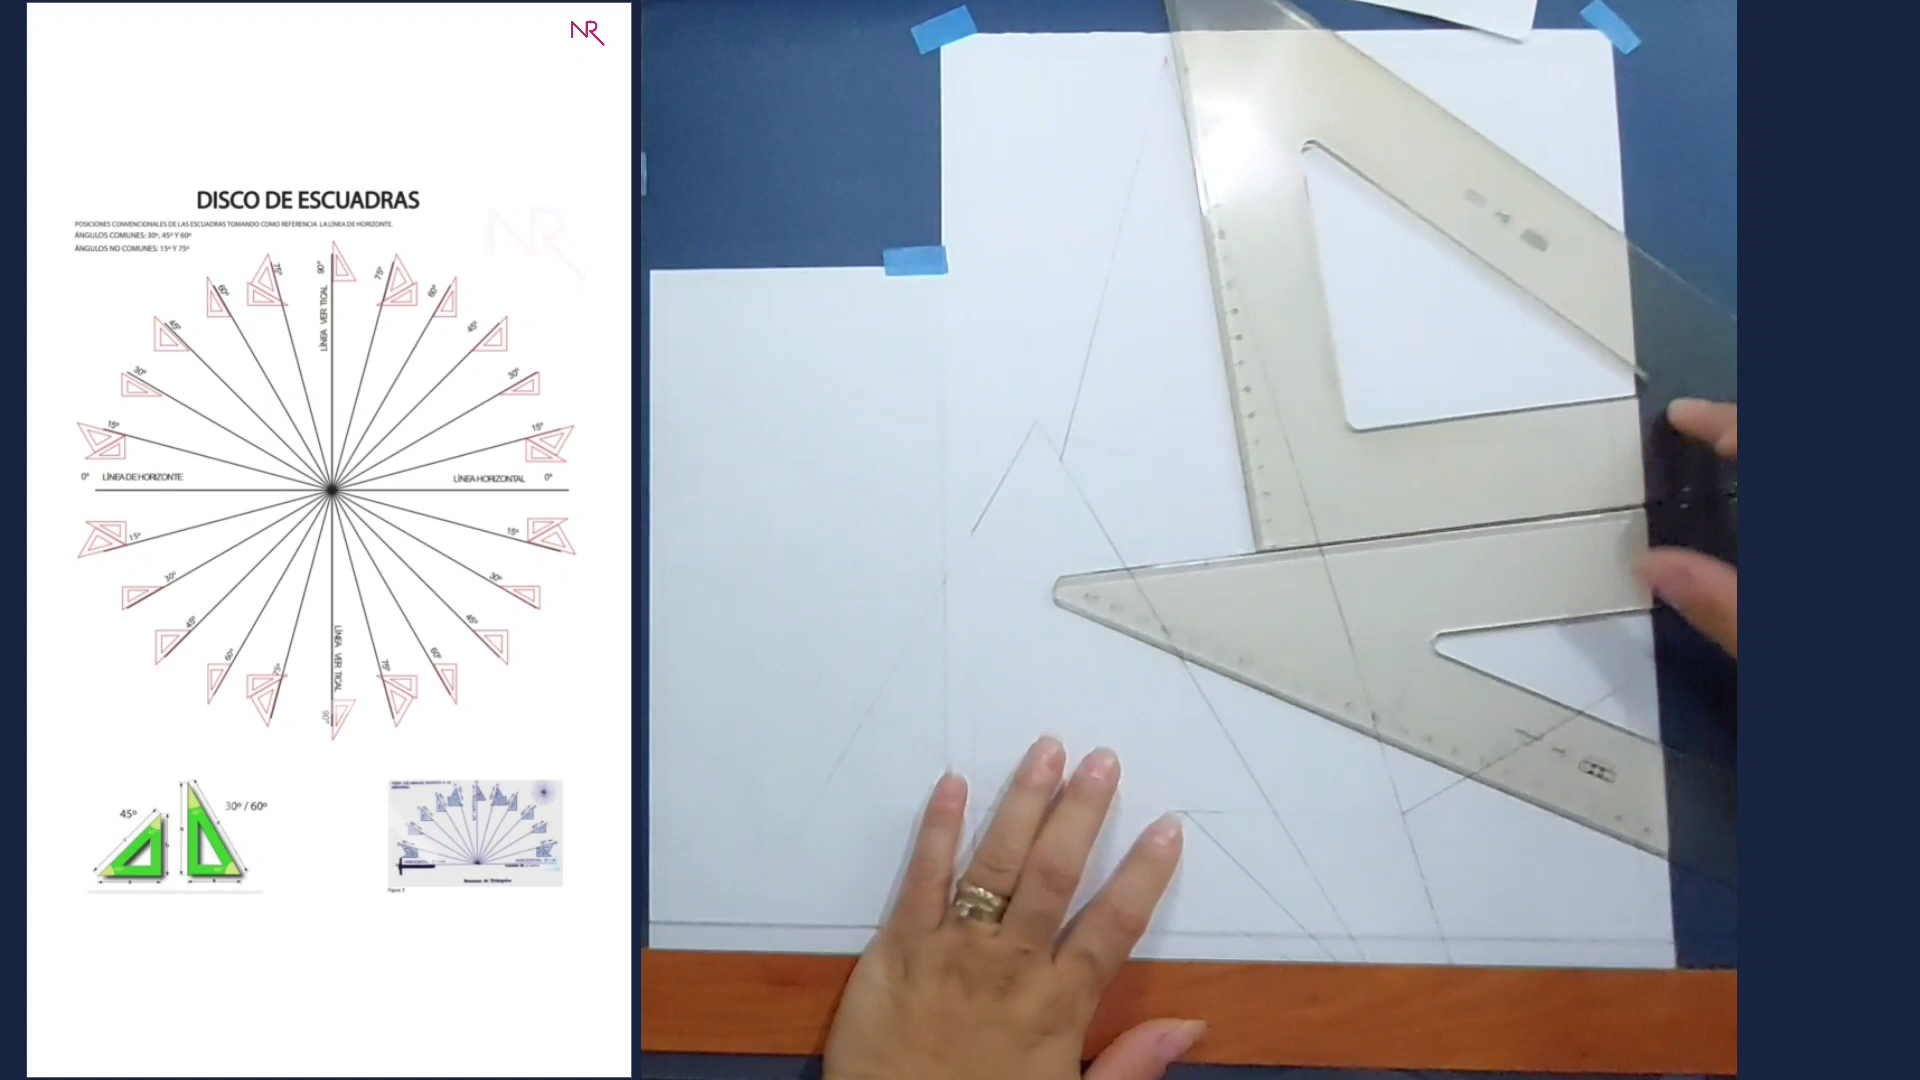 NR
DISCO DE ESCUADRAS
POSICIONES CONVENCIONALES DE LAS ESCUADRAS TOMANDO COMO REFERENCIA LA LÍNEA DE HORIZONTE.
ÁNGULOS COMUNES: 30º, 45º Y 60º
ÁNGULOS NO COMUNES: 15º Y 75º
NR
75º
90º
75º
60º
60º
LÍNEA VERTICAL
45º
45º
30º
30º
15º
15º
0º LÍNEA DE HORIZONTE
LÍNEA HORIZONTAL 0º
15º
15º
30º
30º
45º
45º
60º
60º
75º
75º
LÍNEA VERTICAL
90º
45º
30º / 60º